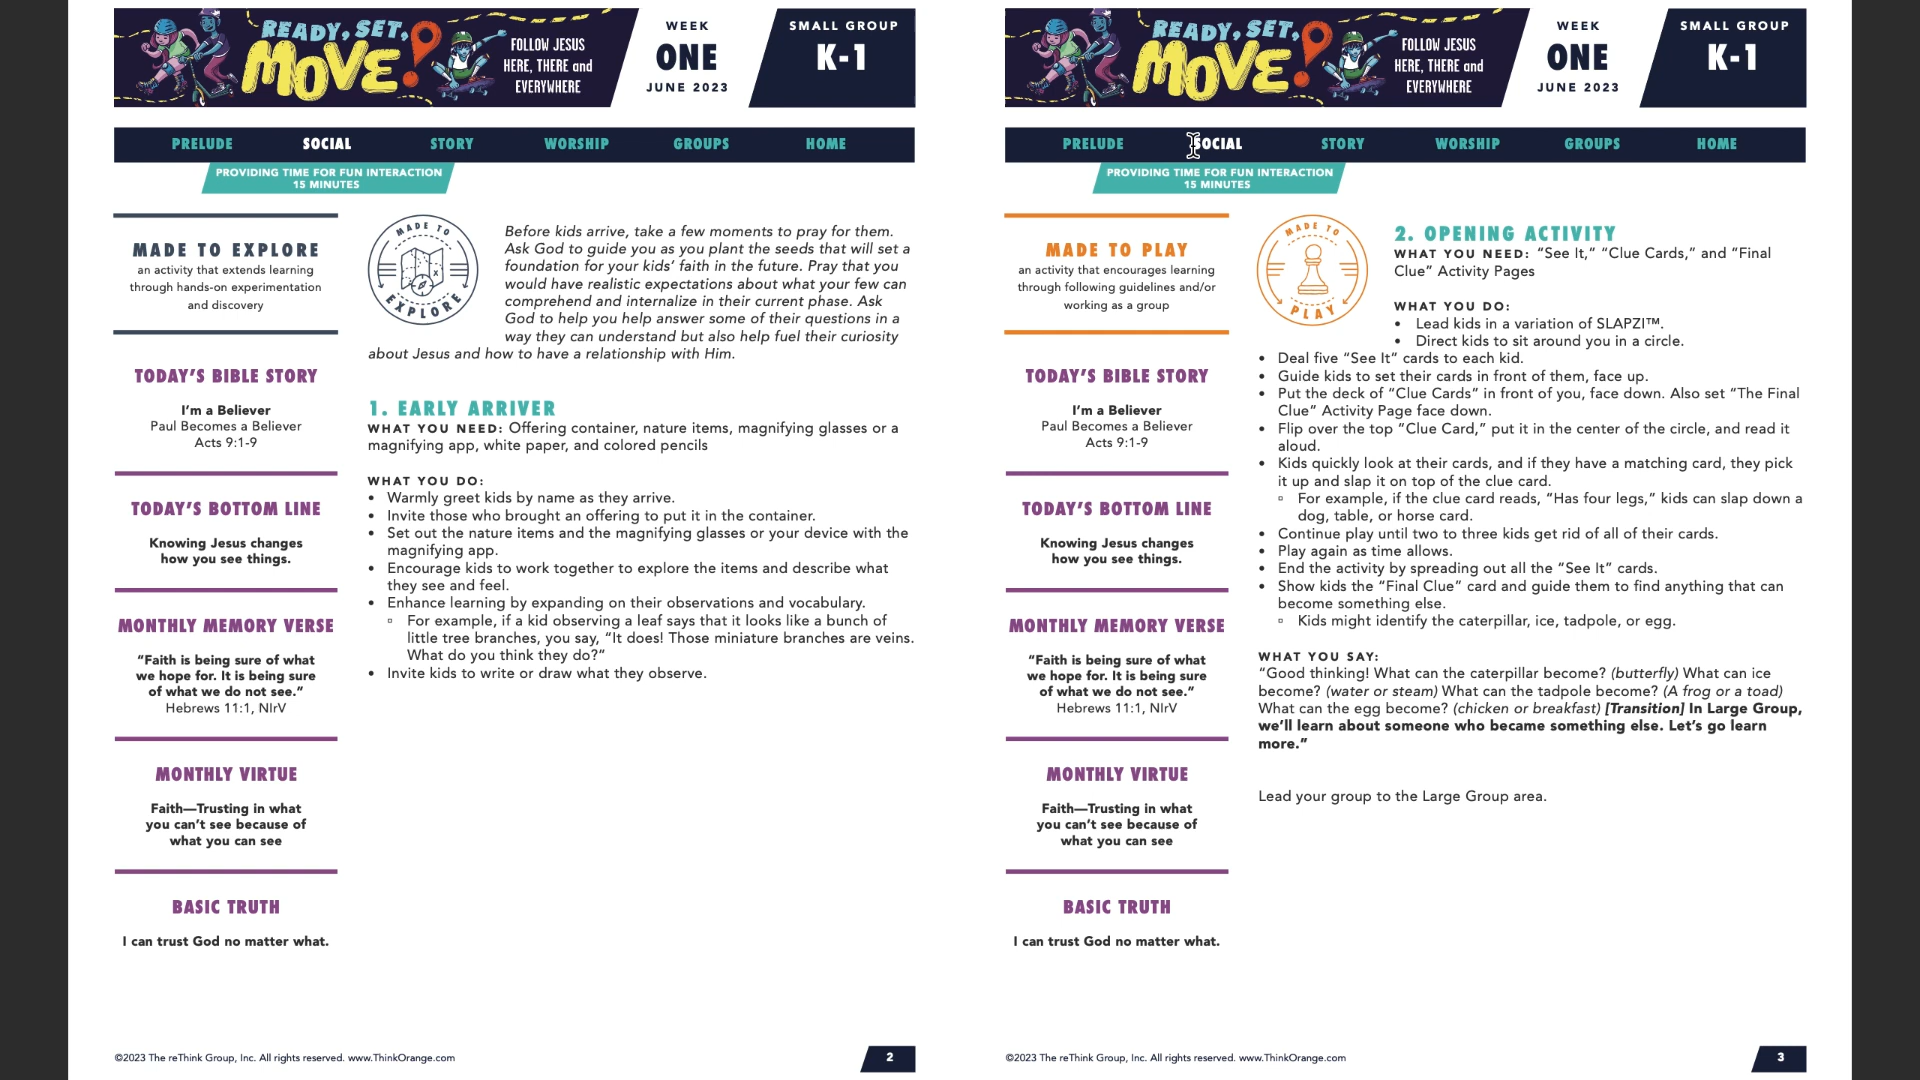 READY, SET,
MOVE!
FOLLOW JESUS
HERE, THERE and
EVERYWHERE
WEEK
ONE
JUNE 2023
SMALL GROUP
K-1
PRELUDE SOCIAL STORY WORSHIP GROUPS HOME
PROVIDING TIME FOR FUN INTERACTION
15 MINUTES
MADE TO EXPLORE
an activity that extends learning
through hands-on experimentation
and discovery
TODAY’S BIBLE STORY
I’m a Believer
Paul Becomes a Believer
Acts 9:1-9
TODAY’S BOTTOM LINE
Knowing Jesus changes
how you see things.
MONTHLY MEMORY VERSE
“Faith is being sure of what
we hope for. It is being sure
of what we do not see.”
Hebrews 11:1, NIrV
MONTHLY VIRTUE
Faith—Trusting in what
you can’t see because of
what you can see
BASIC TRUTH
I can trust God no matter what.
MADE TO
EXPLORE
Before kids arrive, take a few moments to pray for them.
Ask God to guide you as you plant the seeds that will set a
foundation for your kids’ faith in the future. Pray that you
would have realistic expectations about what your few can
comprehend and internalize in their current phase. Ask
God to help you help answer some of their questions in a
way they can understand but also help fuel their curiosity
about Jesus and how to have a relationship with Him.
1. EARLY ARRIVER
WHAT YOU NEED: Offering container, nature items, magnifying glasses or a
magnifying app, white paper, and colored pencils
WHAT YOU DO:
• Warmly greet kids by name as they arrive.
• Invite those who brought an offering to put it in the container.
• Set out the nature items and the magnifying glasses or your device with the
magnifying app.
• Encourage kids to work together to explore the items and describe what
they see and feel.
• Enhance learning by expanding on their observations and vocabulary.
▫ For example, if a kid observing a leaf says that it looks like a bunch of
little tree branches, you say, “It does! Those miniature branches are veins.
What do you think they do?”
• Invite kids to write or draw what they observe.
©2023 The reThink Group, Inc. All rights reserved. www.ThinkOrange.com
2
READY, SET,
MOVE!
FOLLOW JESUS
HERE, THERE and
EVERYWHERE
WEEK
ONE
JUNE 2023
SMALL GROUP
K-1
PRELUDE SOCIAL STORY WORSHIP GROUPS HOME
PROVIDING TIME FOR FUN INTERACTION
15 MINUTES
MADE TO PLAY
an activity that encourages learning
through following guidelines and/or
working as a group
TODAY’S BIBLE STORY
I’m a Believer
Paul Becomes a Believer
Acts 9:1-9
TODAY’S BOTTOM LINE
Knowing Jesus changes
how you see things.
MONTHLY MEMORY VERSE
“Faith is being sure of what
we hope for. It is being sure
of what we do not see.”
Hebrews 11:1, NIrV
MONTHLY VIRTUE
Faith—Trusting in what
you can’t see because of
what you can see
BASIC TRUTH
I can trust God no matter what.
MADE TO
PLAY
2. OPENING ACTIVITY
WHAT YOU NEED: “See It,” “Clue Cards,” and “Final
Clue” Activity Pages
WHAT YOU DO:
• Lead kids in a variation of SLAPZI™.
• Direct kids to sit around you in a circle.
• Deal five “See It” cards to each kid.
• Guide kids to set their cards in front of them, face up.
• Put the deck of “Clue Cards” in front of you, face down. Also set “The Final
Clue” Activity Page face down.
• Flip over the top “Clue Card,” put it in the center of the circle, and read it
aloud.
• Kids quickly look at their cards, and if they have a matching card, they pick
it up and slap it on top of the clue card.
▫ For example, if the clue card reads, “Has four legs,” kids can slap down a
dog, table, or horse card.
• Continue play until two to three kids get rid of all of their cards.
• Play again as time allows.
• End the activity by spreading out all the “See It” cards.
• Show kids the “Final Clue” card and guide them to find anything that can
become something else.
▫ Kids might identify the caterpillar, ice, tadpole, or egg.
WHAT YOU SAY:
“Good thinking! What can the caterpillar become? (butterfly) What can ice
become? (water or steam) What can the tadpole become? (A frog or a toad)
What can the egg become? (chicken or breakfast) [Transition] In Large Group,
we’ll learn about someone who became something else. Let’s go learn
more.”
Lead your group to the Large Group area.
©2023 The reThink Group, Inc. All rights reserved. www.ThinkOrange.com
3